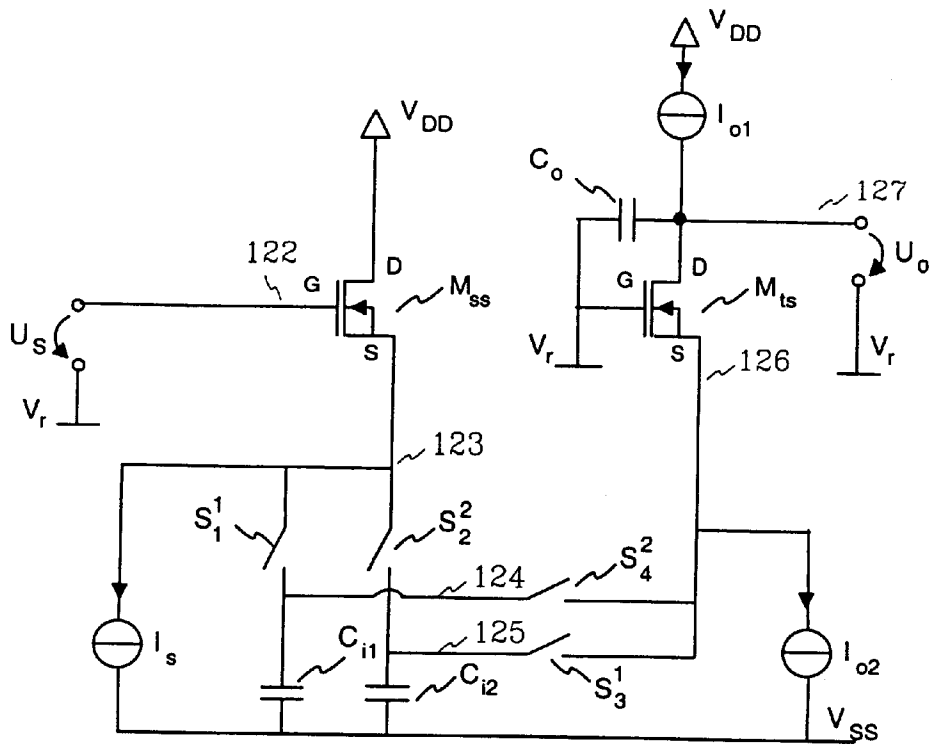 V_DD
I_o1
V_DD
C_o
127
122
G
D
M_ss
G
D
M_ts
U_o
U_S
S
S
V_r
V_r
126
V_r
123
S_1^1
S_2^2
S_4^2
124
125
I_s
C_i1
C_i2
S_3^1
I_o2
V_SS